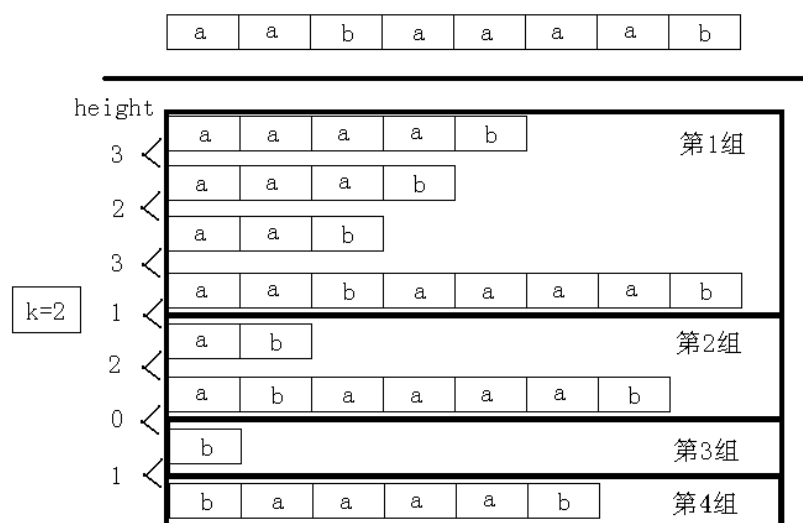 a a b a a a a b
height
a a a a b 第1组
3
a a a b
2
a a b
3
a a b a a a a b
k=2 1
a b 第2组
2
a b a a a a b
0
b 第3组
1
b a a a a b 第4组